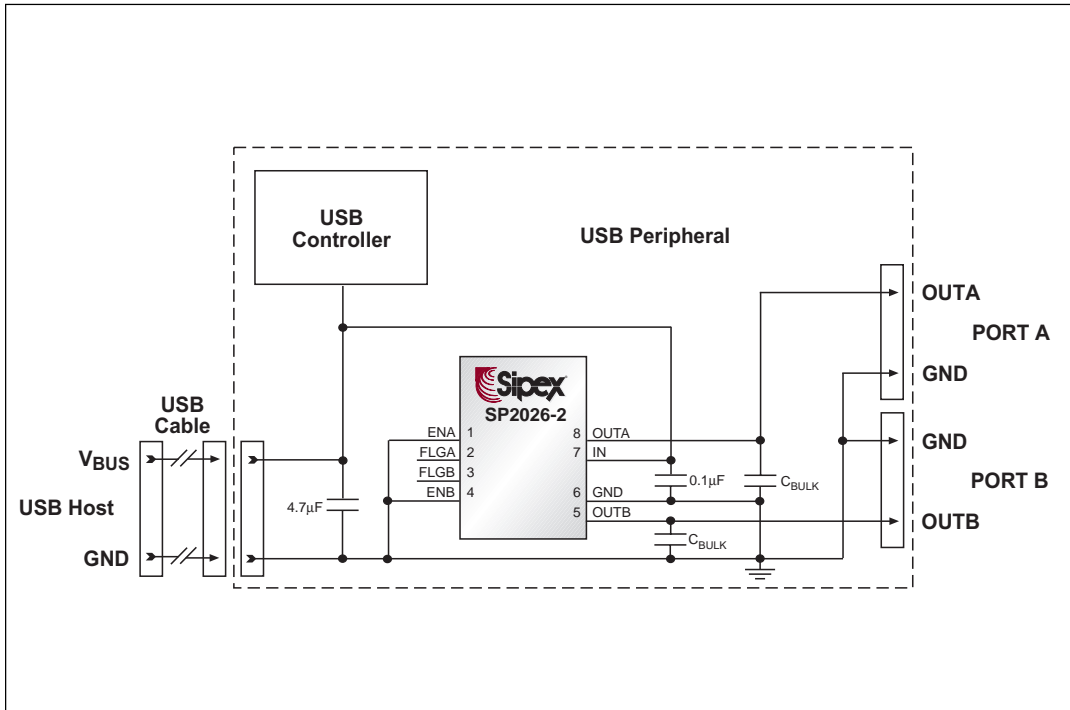 USB
Controller
USB Peripheral
OUTA
PORT A
GND
Sipex®
SP2026-2
USB
Cable
VBUS
USB Host
GND
4.7µF
ENA 1
FLGA 2
FLGB 3
ENB 4
8 OUTA
7 IN
6 GND
5 OUTB
0.1µF
CBULK
CBULK
GND
PORT B
OUTB